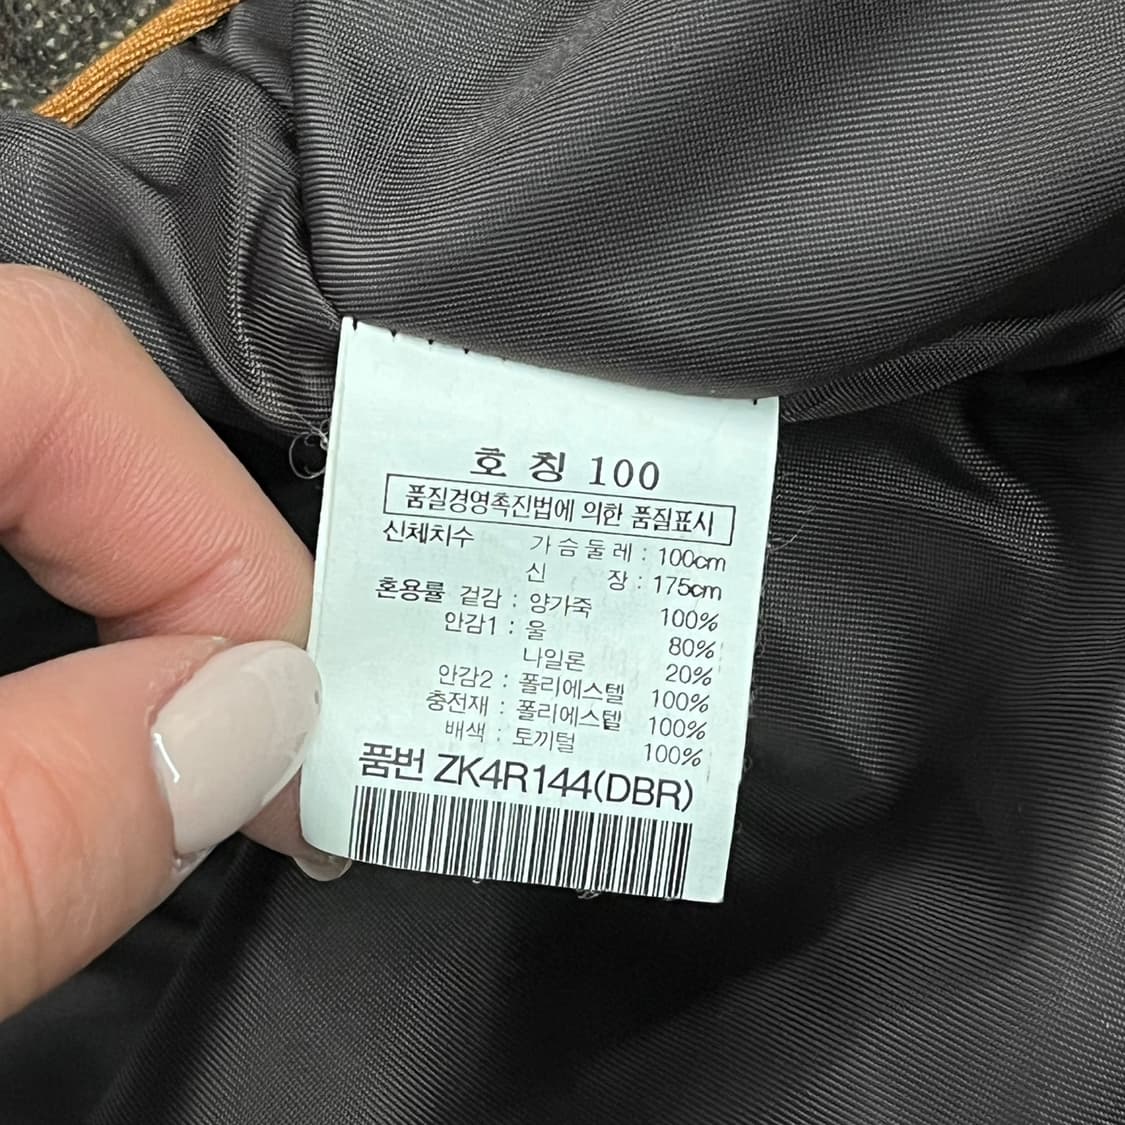 호 칭 100
품질경영촉진법에 의한 품질표시
신체치수 가슴둘레 : 100cm
신 장 : 175cm
혼용률 겉감 : 양가죽 100%
안감1 : 울 80%
나일론 20%
안감2 : 폴리에스텔 100%
충전재 : 폴리에스텔 100%
배색 : 토끼털 100%
품번 ZK4R144(DBR)